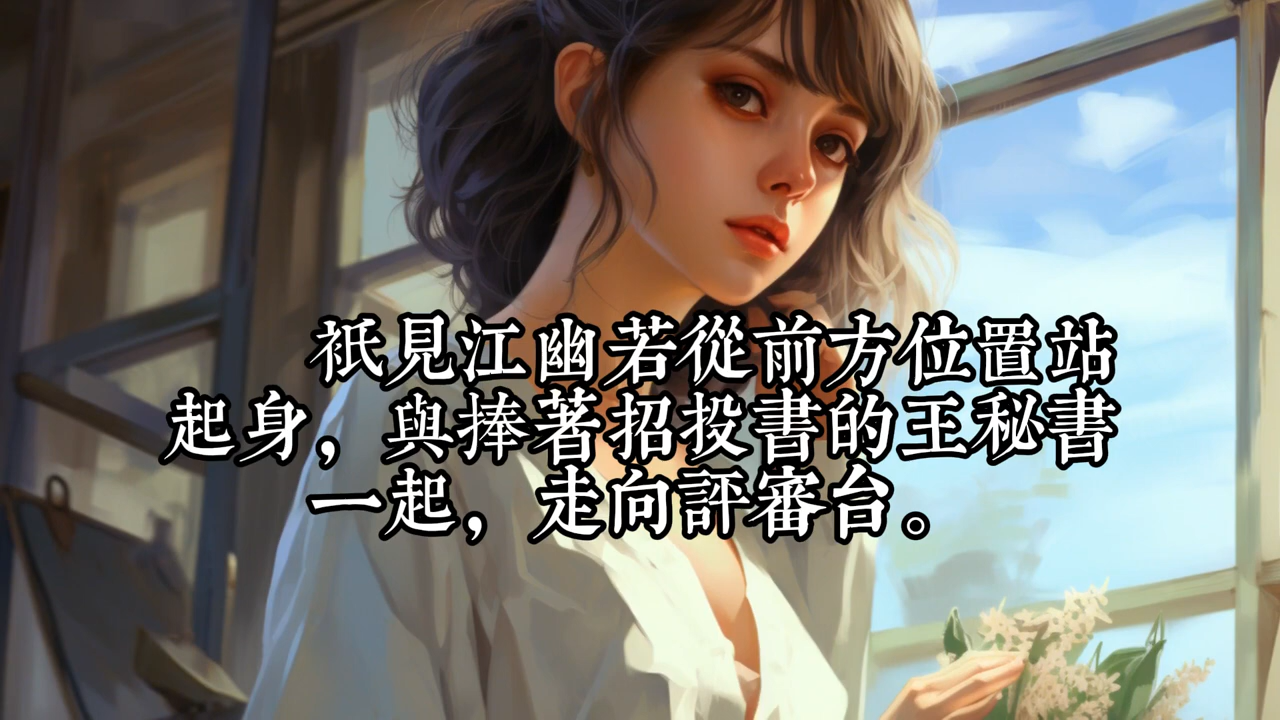 祇見江幽若從前方位置站
起身，與捧著招投書的王秘書
一起，走向評審台。